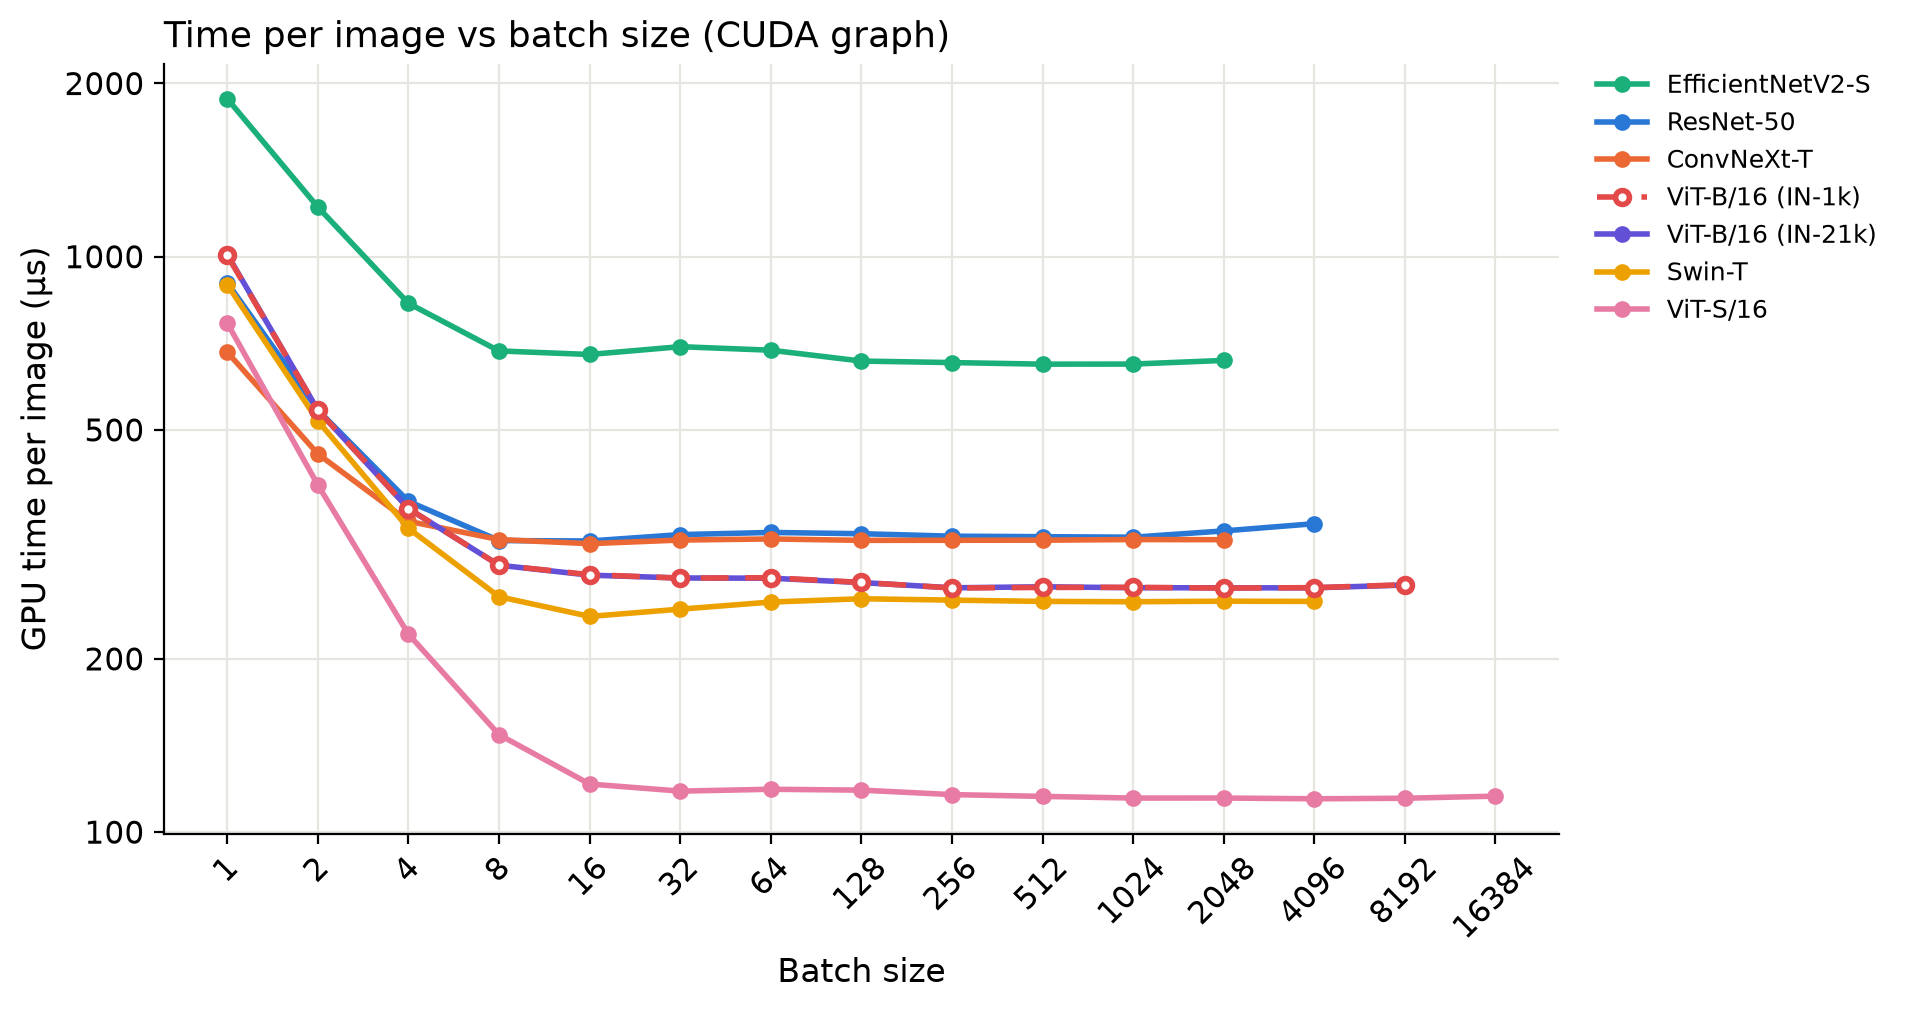 Time per image vs batch size (CUDA graph)
GPU time per image (µs)
2000
1000
500
200
100
1
2
4
8
16
32
64
128
256
512
1024
2048
4096
8192
16384
Batch size
EfficientNetV2-S
ResNet-50
ConvNeXt-T
ViT-B/16 (IN-1k)
ViT-B/16 (IN-21k)
Swin-T
ViT-S/16